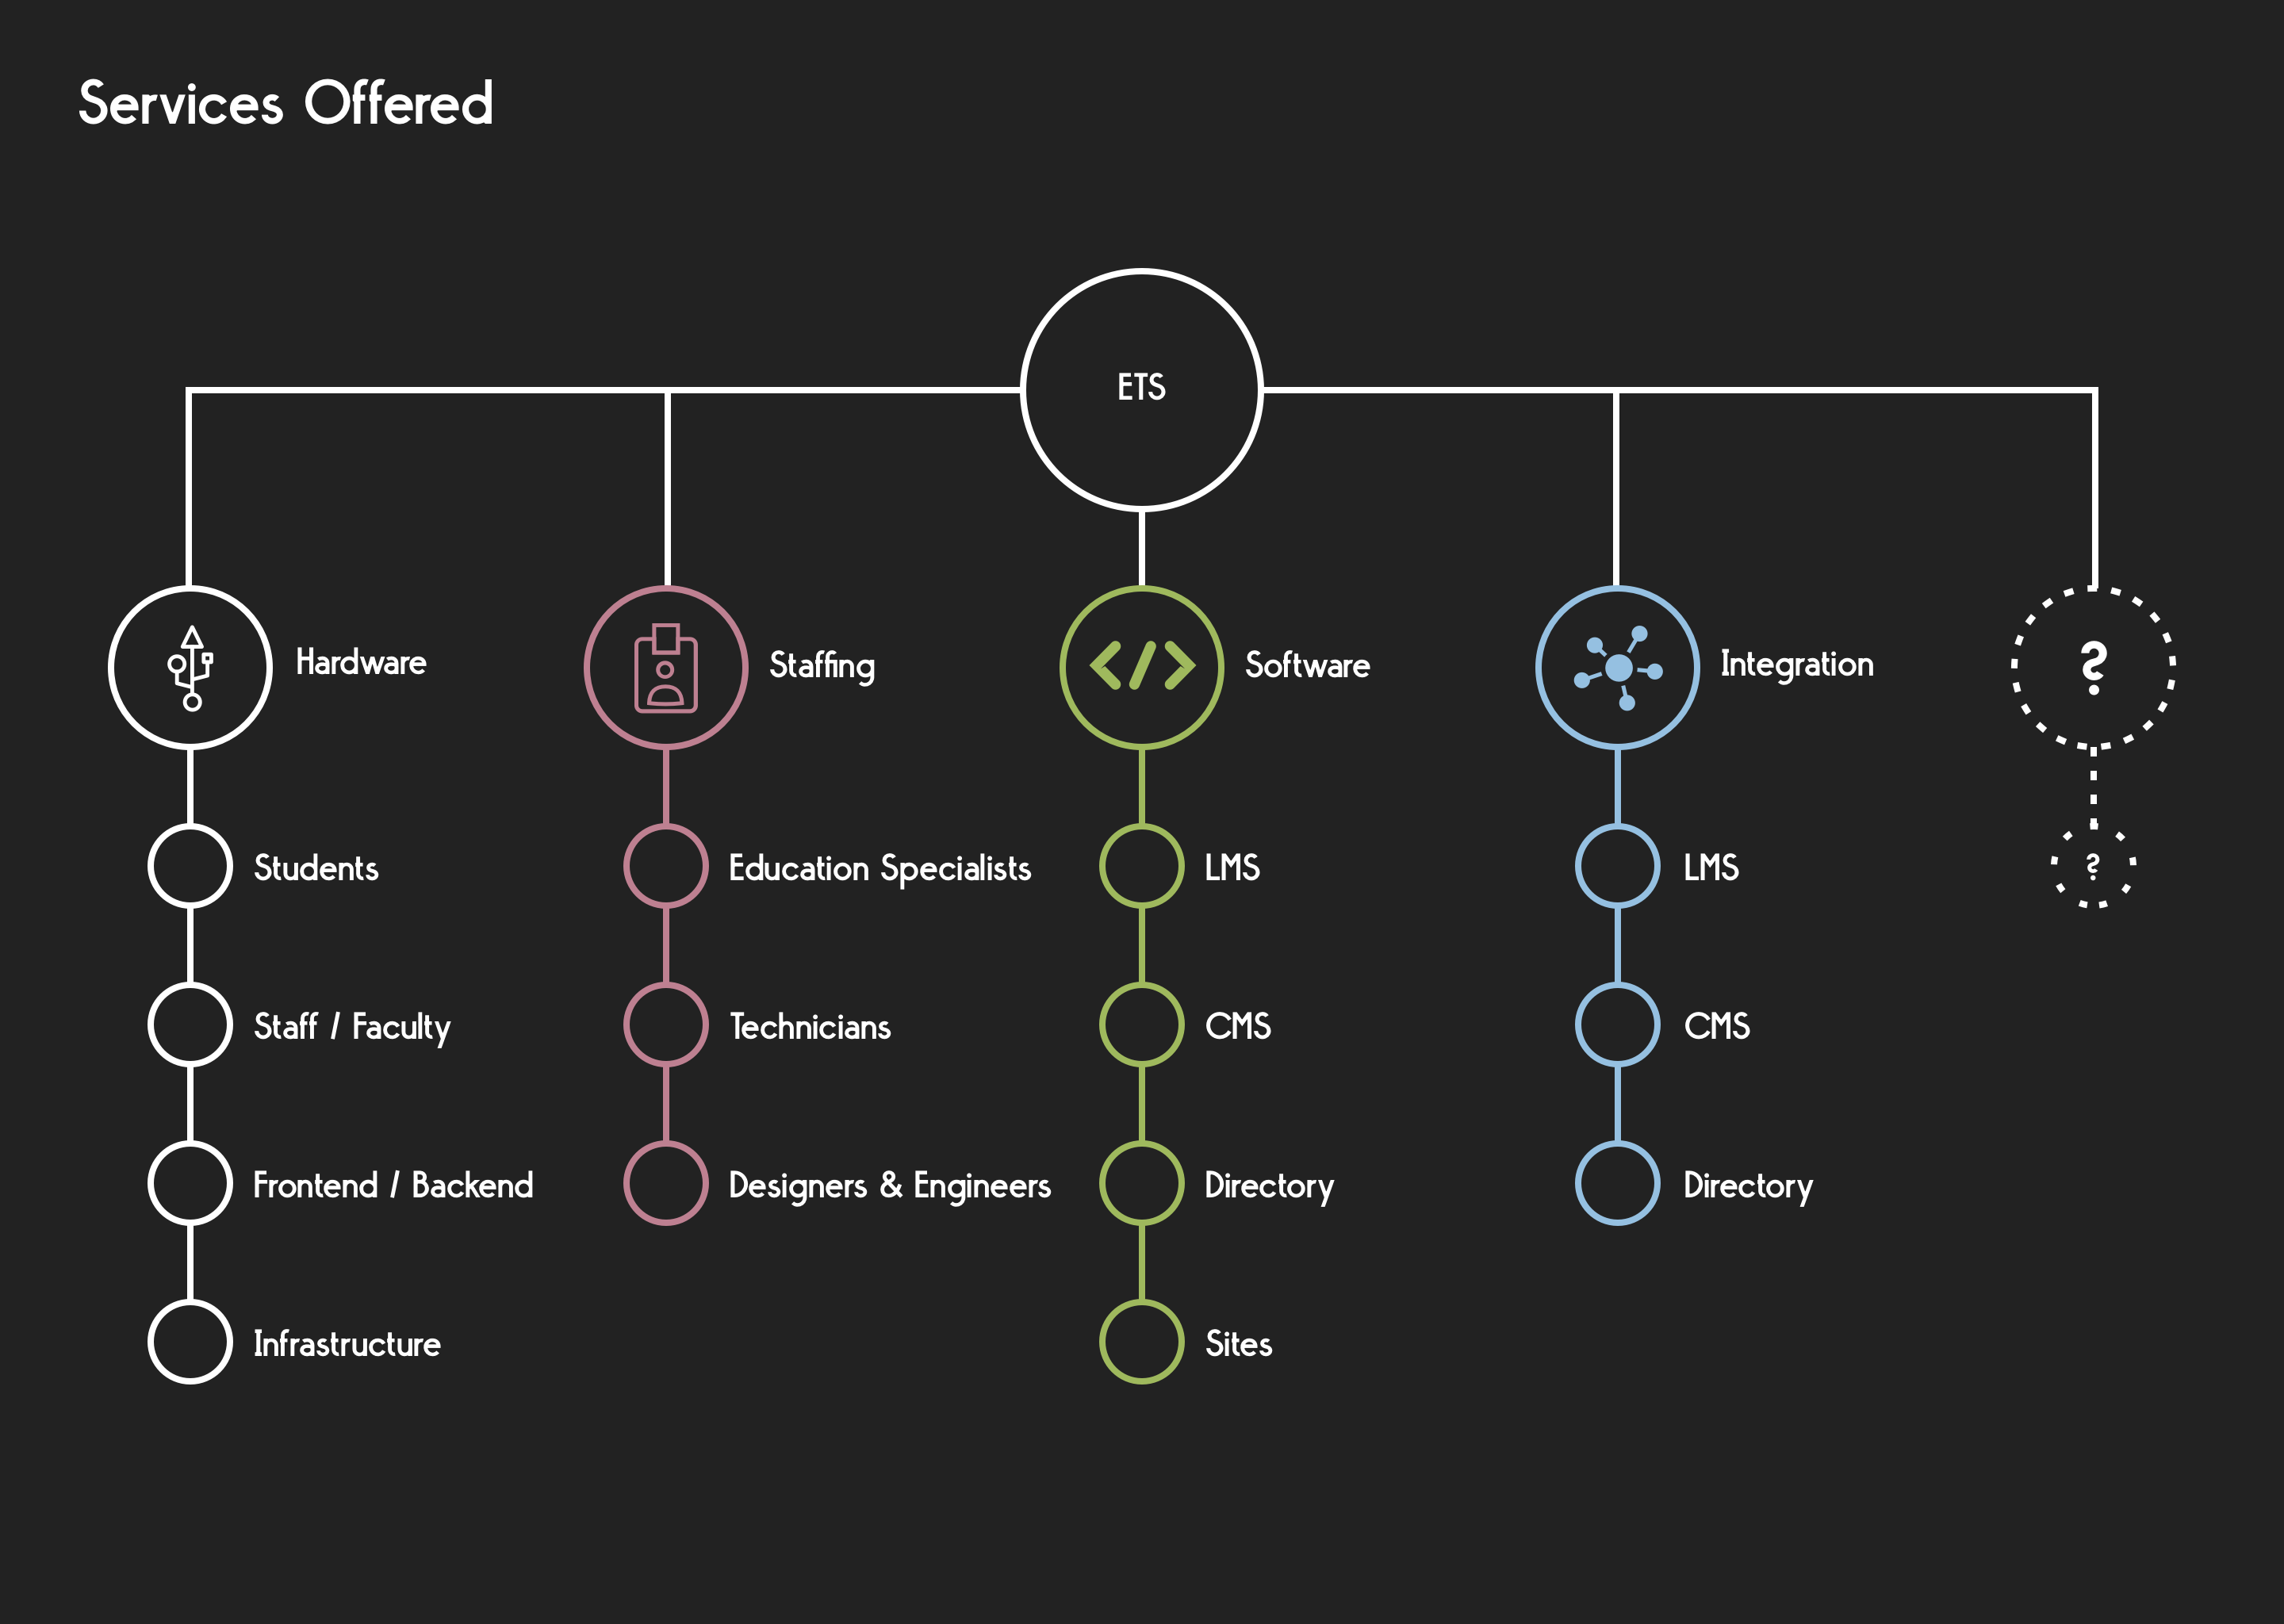 Services Offered
ETS
Hardware
Staffing
</>
Software
Integration
?
Students
Education Specialists
LMS
LMS
?
Staff / Faculty
Technicians
CMS
CMS
Frontend / Backend
Designers & Engineers
Directory
Directory
Infrastructure
Sites